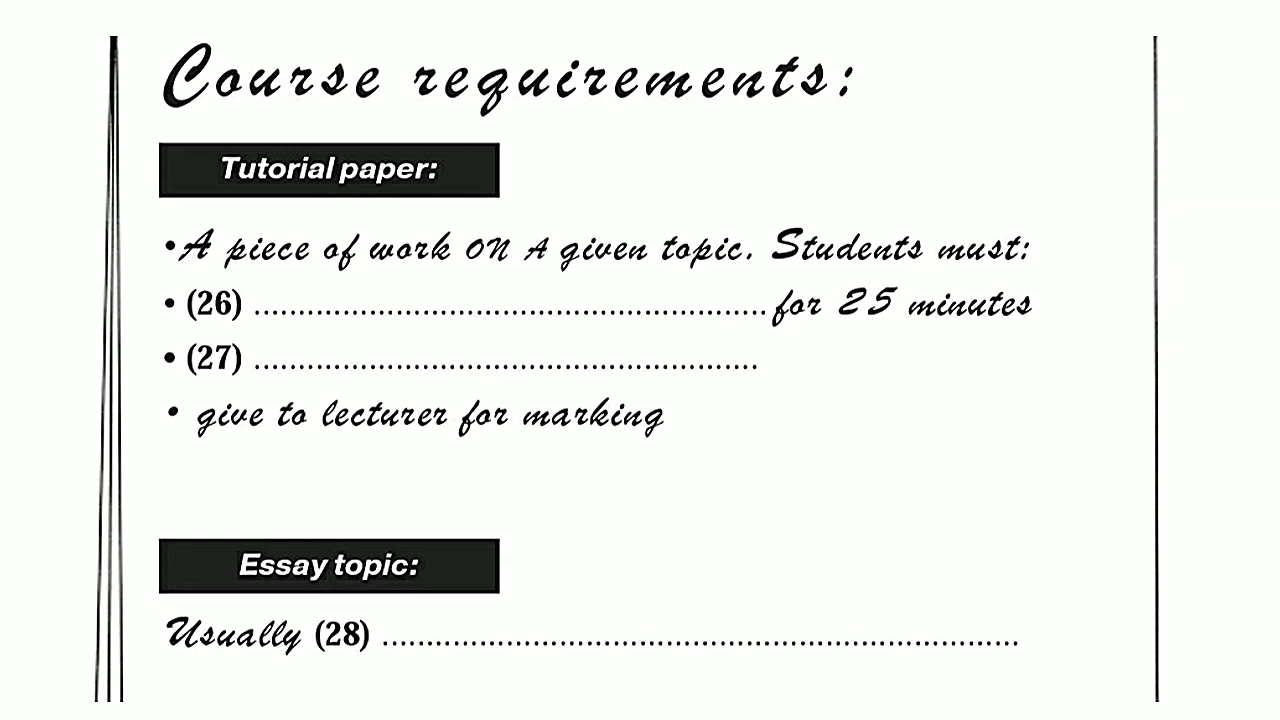 Course requirements:
Tutorial paper:
•A piece of work ON A given topic. Students must:
• (26) .......................................................... for 25 minutes
• (27) .........................................................
• give to lecturer for marking
Essay topic:
Usually (28) ........................................................................